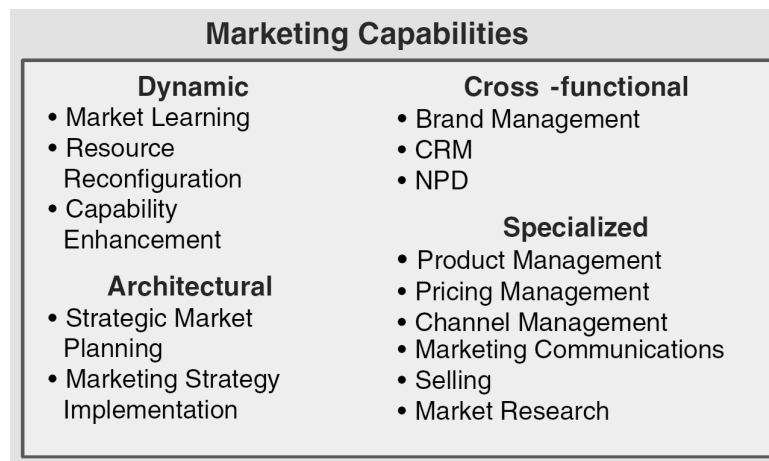 Marketing Capabilities
Dynamic
• Market Learning
• Resource
Reconfiguration
• Capability
Enhancement
Architectural
• Strategic Market
Planning
• Marketing Strategy
Implementation
Cross -functional
• Brand Management
• CRM
• NPD
Specialized
• Product Management
• Pricing Management
• Channel Management
• Marketing Communications
• Selling
• Market Research